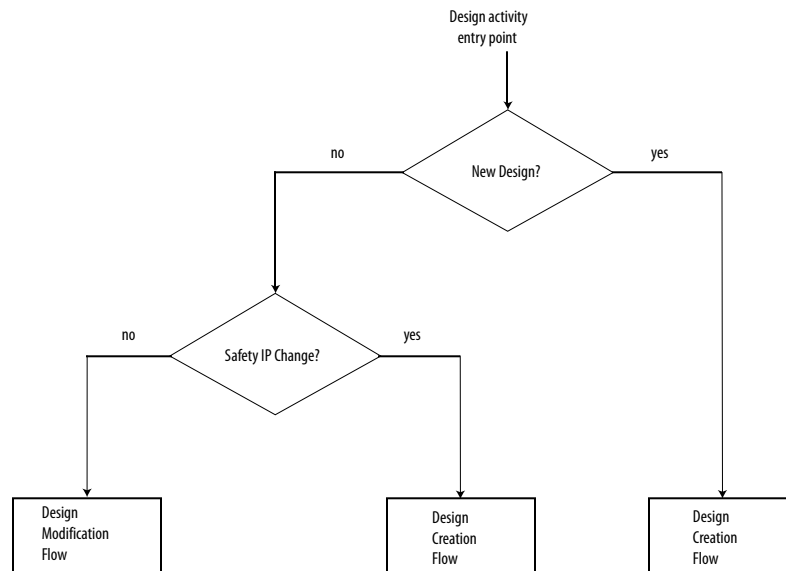 Design activity
entry point
no
New Design?
yes
no
Safety IP Change?
yes
Design
Modification
Flow
Design
Creation
Flow
Design
Creation
Flow